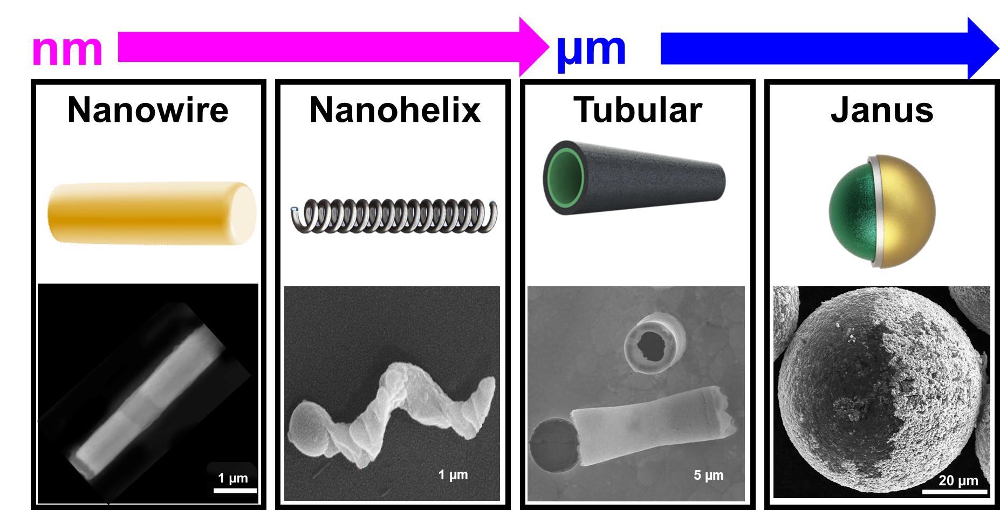 nm
µm
Nanowire
Nanohelix
Tubular
Janus
1 µm
1 µm
5 µm
20 µm